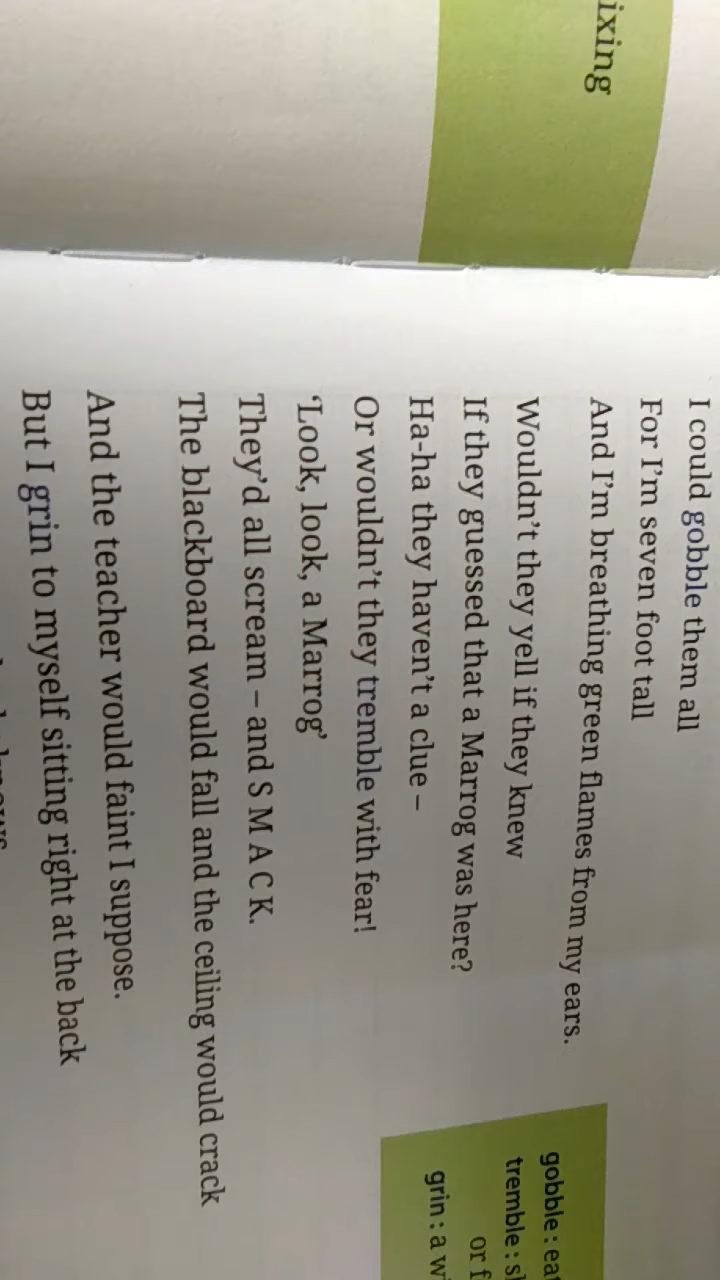 ixing
I could gobble them all
For I'm seven foot tall
And I'm breathing green flames from my ears.
Wouldn't they yell if they knew
If they guessed that a Marrog was here?
Ha-ha they haven't a clue –
Or wouldn't they tremble with fear!
'Look, look, a Marrog'
They'd all scream – and S M A C K.
The blackboard would fall and the ceiling would crack
And the teacher would faint I suppose.
But I grin to myself sitting right at the back
gobble : eat
tremble : s
or f
grin : a w